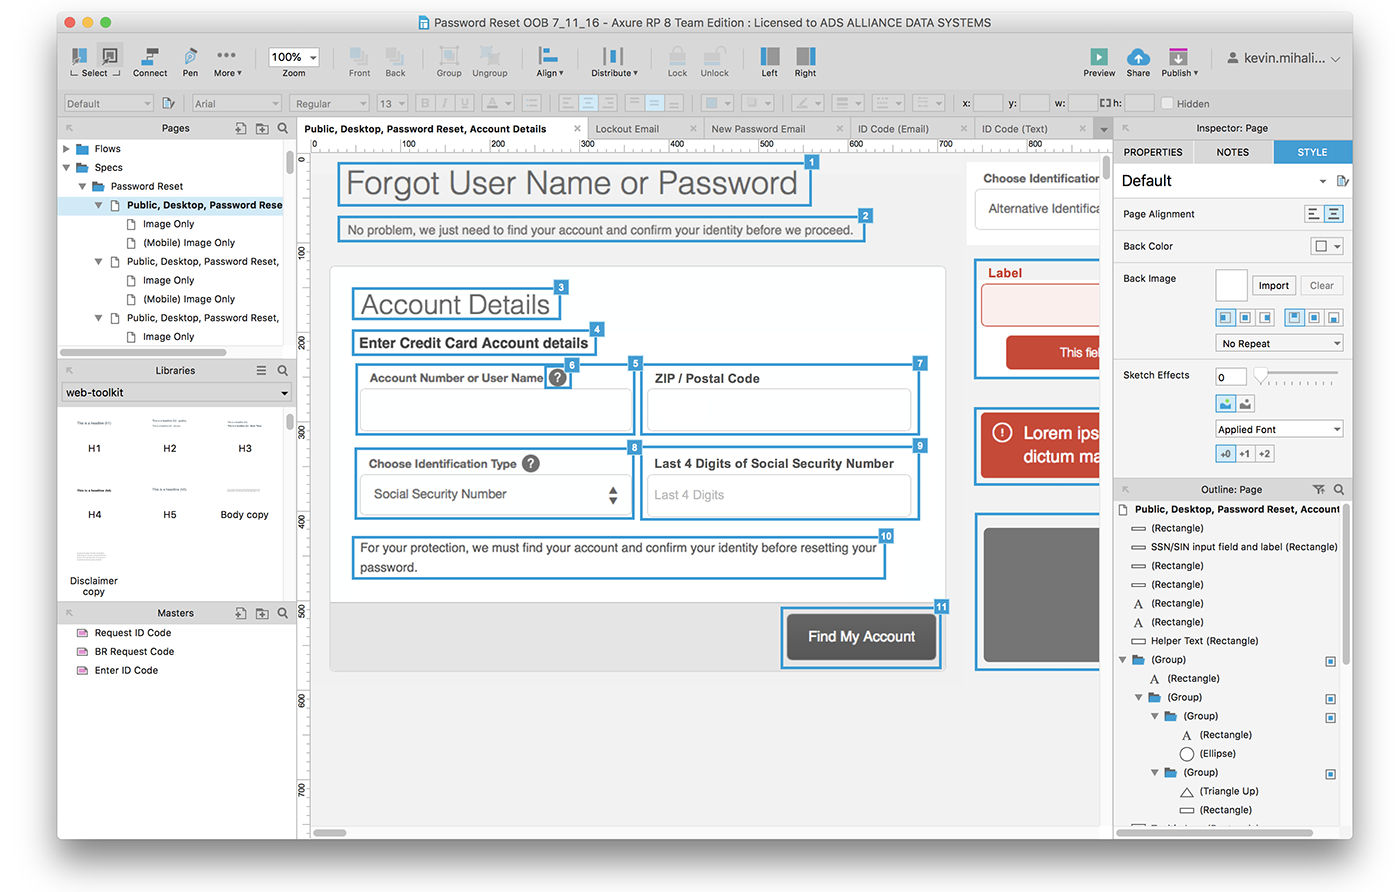 Password Reset OOB 7_11_16 - Axure RP 8 Team Edition : Licensed to ADS ALLIANCE DATA SYSTEMS
Select
Connect
Pen
More ▾
100%
Zoom
Front
Back
Group
Ungroup
Align ▾
Distribute ▾
Lock
Unlock
Left
Right
Preview
Share
Publish ▾
kevin.mihali...
Default
Arial
Regular
13
B
I
U
A
x:
y:
w:
h:
Hidden
Pages
Flows
Specs
Password Reset
Public, Desktop, Password Rese
Image Only
(Mobile) Image Only
Public, Desktop, Password Reset,
Image Only
(Mobile) Image Only
Public, Desktop, Password Reset,
Image Only
Libraries
web-toolkit
H1
H2
H3
H4
H5
Body copy
Disclaimer
copy
Masters
Request ID Code
BR Request Code
Enter ID Code
Public, Desktop, Password Reset, Account Details
Lockout Email
New Password Email
ID Code (Email)
ID Code (Text)
0 100 200 300 400 500 600 700 800
0
100
200
300
400
500
600
700
1
Forgot User Name or Password
2
No problem, we just need to find your account and confirm your identity before we proceed.
3
Account Details
4
Enter Credit Card Account details
5
6
Account Number or User Name ?
7
ZIP / Postal Code
8
Choose Identification Type ?
Social Security Number
9
Last 4 Digits of Social Security Number
Last 4 Digits
10
For your protection, we must find your account and confirm your identity before resetting your
password.
11
Find My Account
Choose Identification
Alternative Identifica
Label
This fiel
! Lorem ips
dictum ma
Inspector: Page
PROPERTIES
NOTES
STYLE
Default
Page Alignment
Back Color
Back Image
Import
Clear
No Repeat
Sketch Effects
0
Applied Font
+0 +1 +2
Outline: Page
Public, Desktop, Password Reset, Account
(Rectangle)
SSN/SIN input field and label (Rectangle)
(Rectangle)
(Rectangle)
A (Rectangle)
A (Rectangle)
Helper Text (Rectangle)
(Group)
A (Rectangle)
(Group)
(Group)
A (Rectangle)
(Ellipse)
(Group)
(Triangle Up)
(Rectangle)